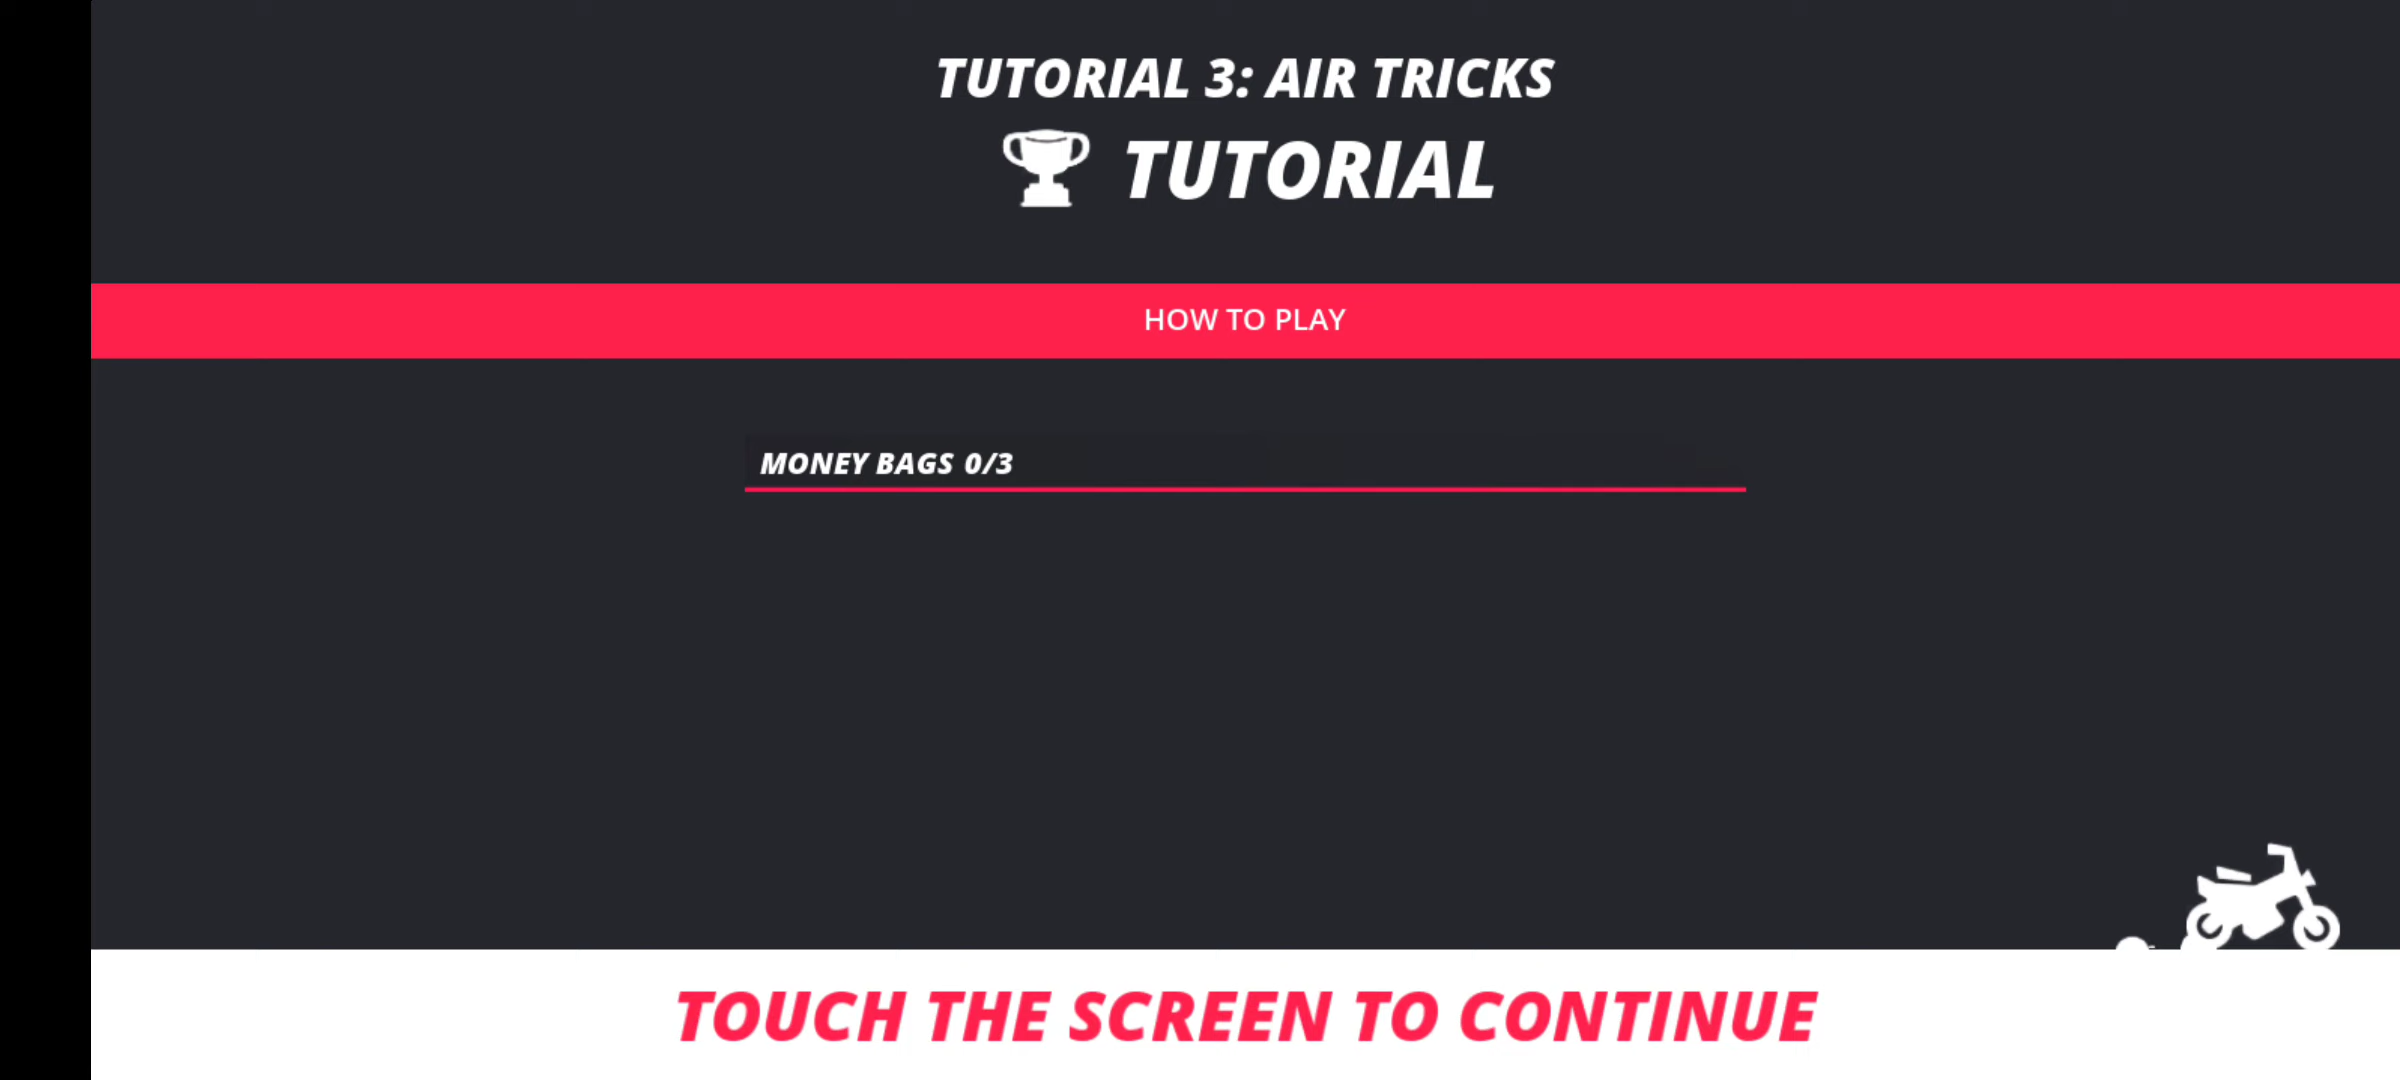 TUTORIAL 3: AIR TRICKS
TUTORIAL
HOW TO PLAY
MONEY BAGS 0/3
TOUCH THE SCREEN TO CONTINUE